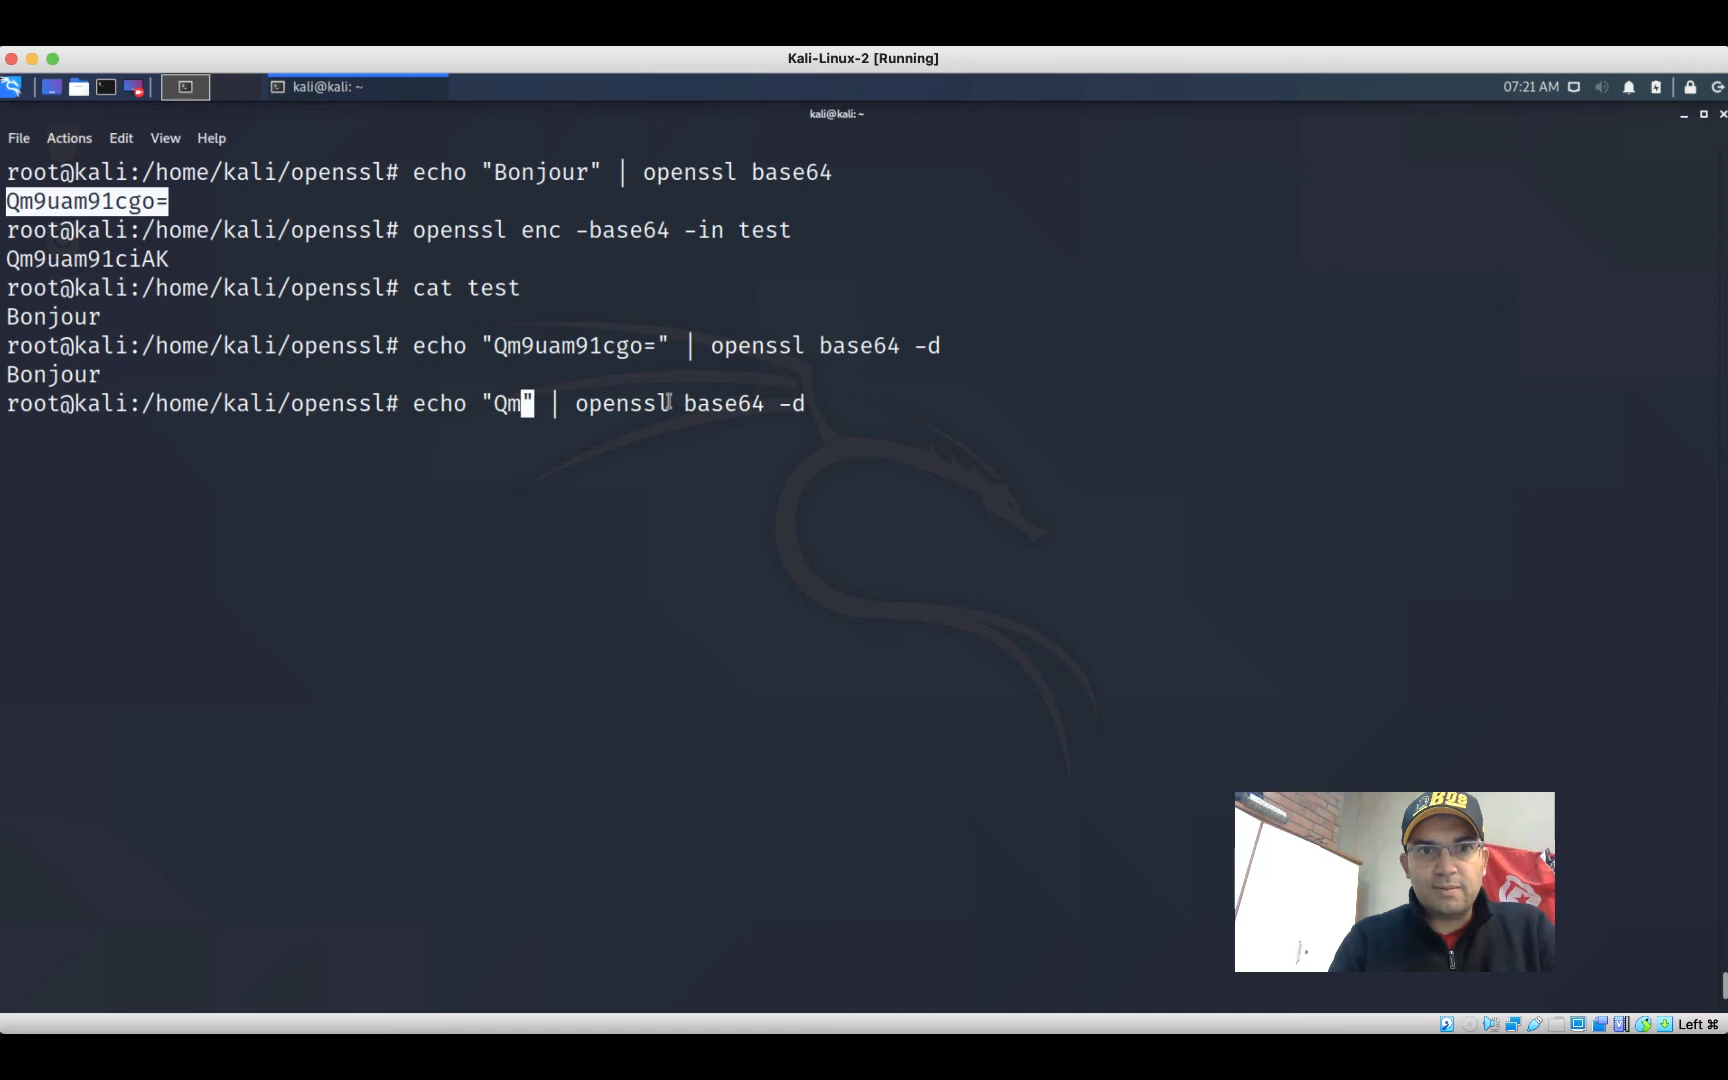 Kali-Linux-2 [Running]
kali@kali: ~
07:21 AM
kali@kali: ~
File Actions Edit View Help
root@kali:/home/kali/openssl# echo "Bonjour" | openssl base64
Qm9uam91cgo=
root@kali:/home/kali/openssl# openssl enc -base64 -in test
Qm9uam91ciAK
root@kali:/home/kali/openssl# cat test
Bonjour
root@kali:/home/kali/openssl# echo "Qm9uam91cgo=" | openssl base64 -d
Bonjour
root@kali:/home/kali/openssl# echo "Qm" | openssl base64 -d
Left ⌘